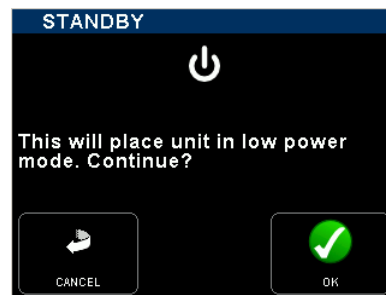 STANDBY
This will place unit in low power
mode. Continue?
CANCEL
OK